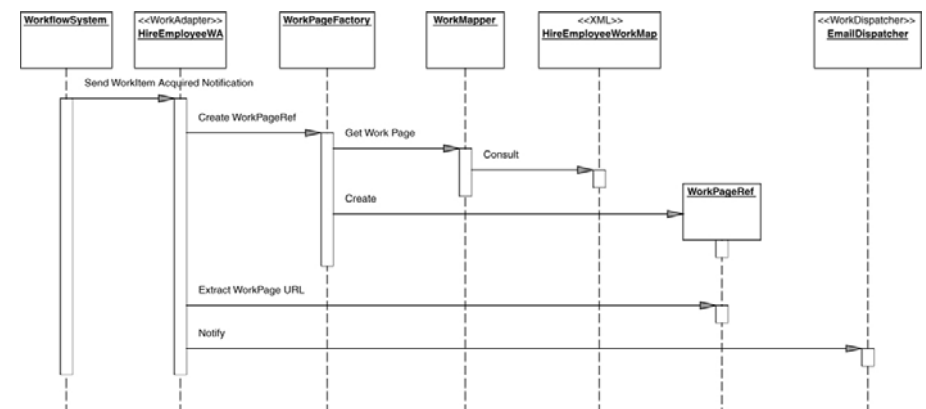 WorkflowSystem
<<WorkAdapter>>
HireEmployeeWA
WorkPageFactory
WorkMapper
<<XML>>
HireEmployeeWorkMap
<<WorkDispatcher>>
EmailDispatcher
Send WorkItem Acquired Notification
Create WorkPageRef
Get Work Page
Consult
WorkPageRef
Create
Extract WorkPage URL
Notify